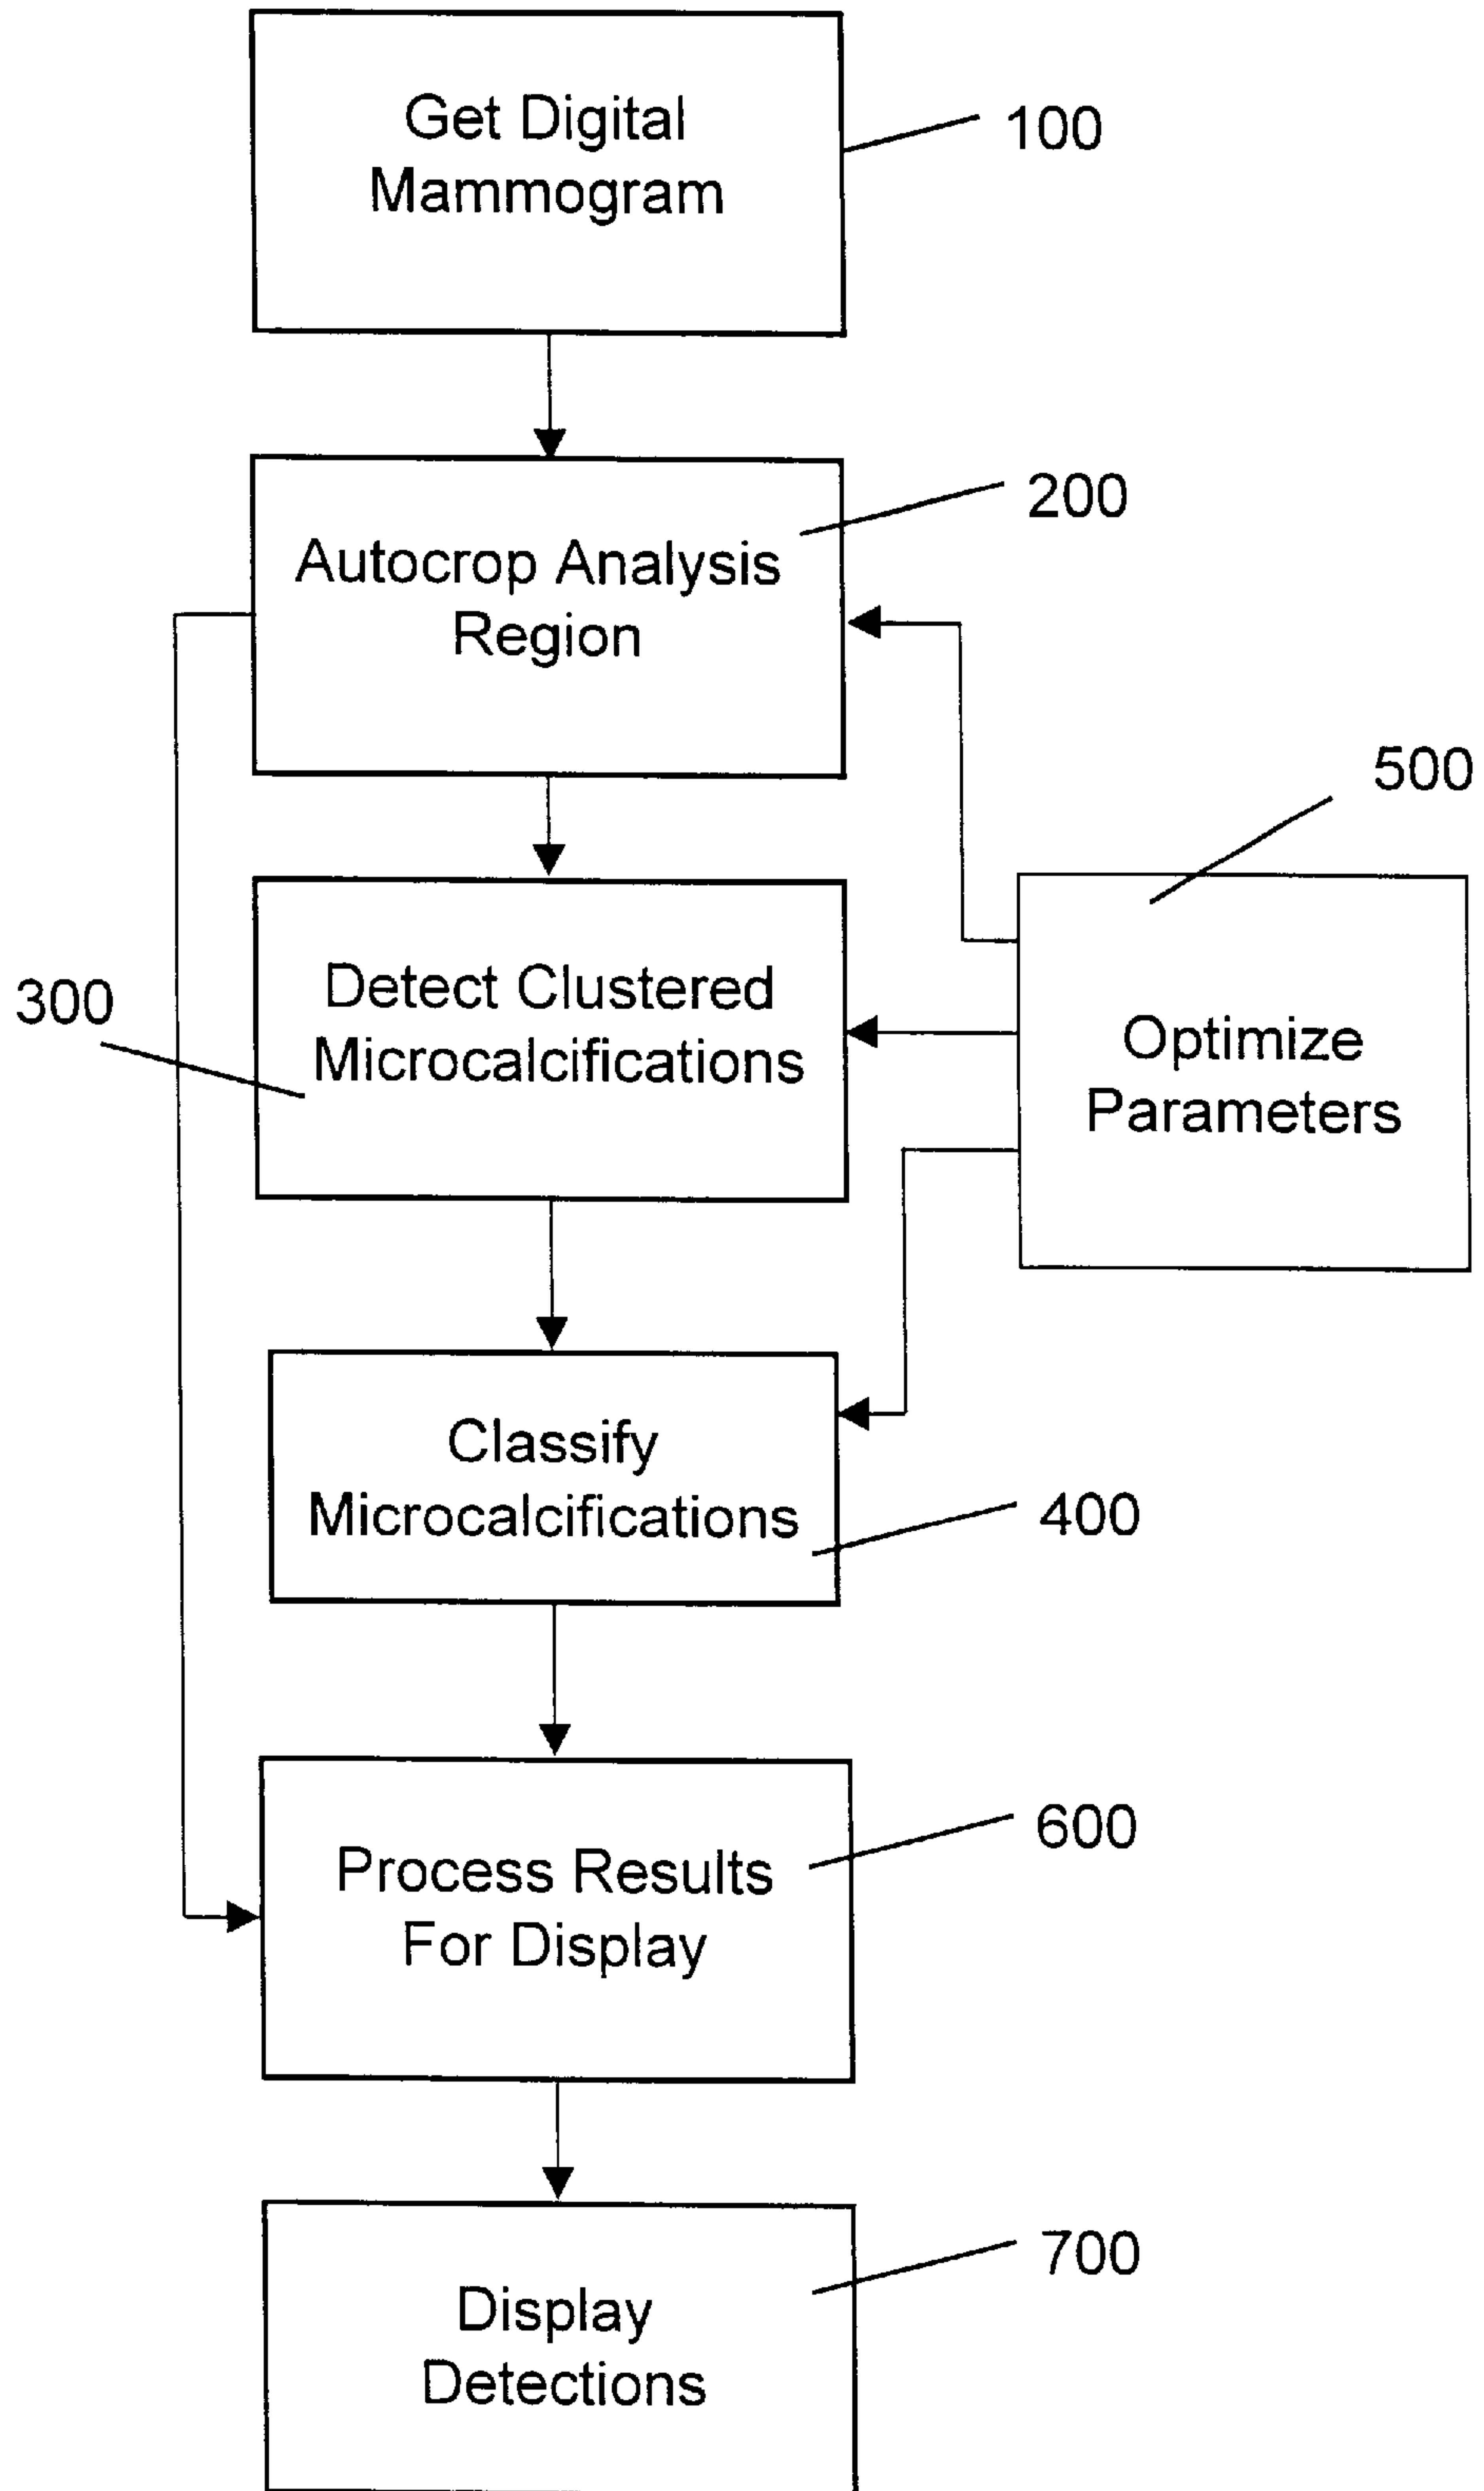 Get Digital
Mammogram
100
Autocrop Analysis
Region
200
500
Detect Clustered
Microcalcifications
300
Optimize
Parameters
Classify
Microcalcifications
400
Process Results
For Display
600
Display
Detections
700